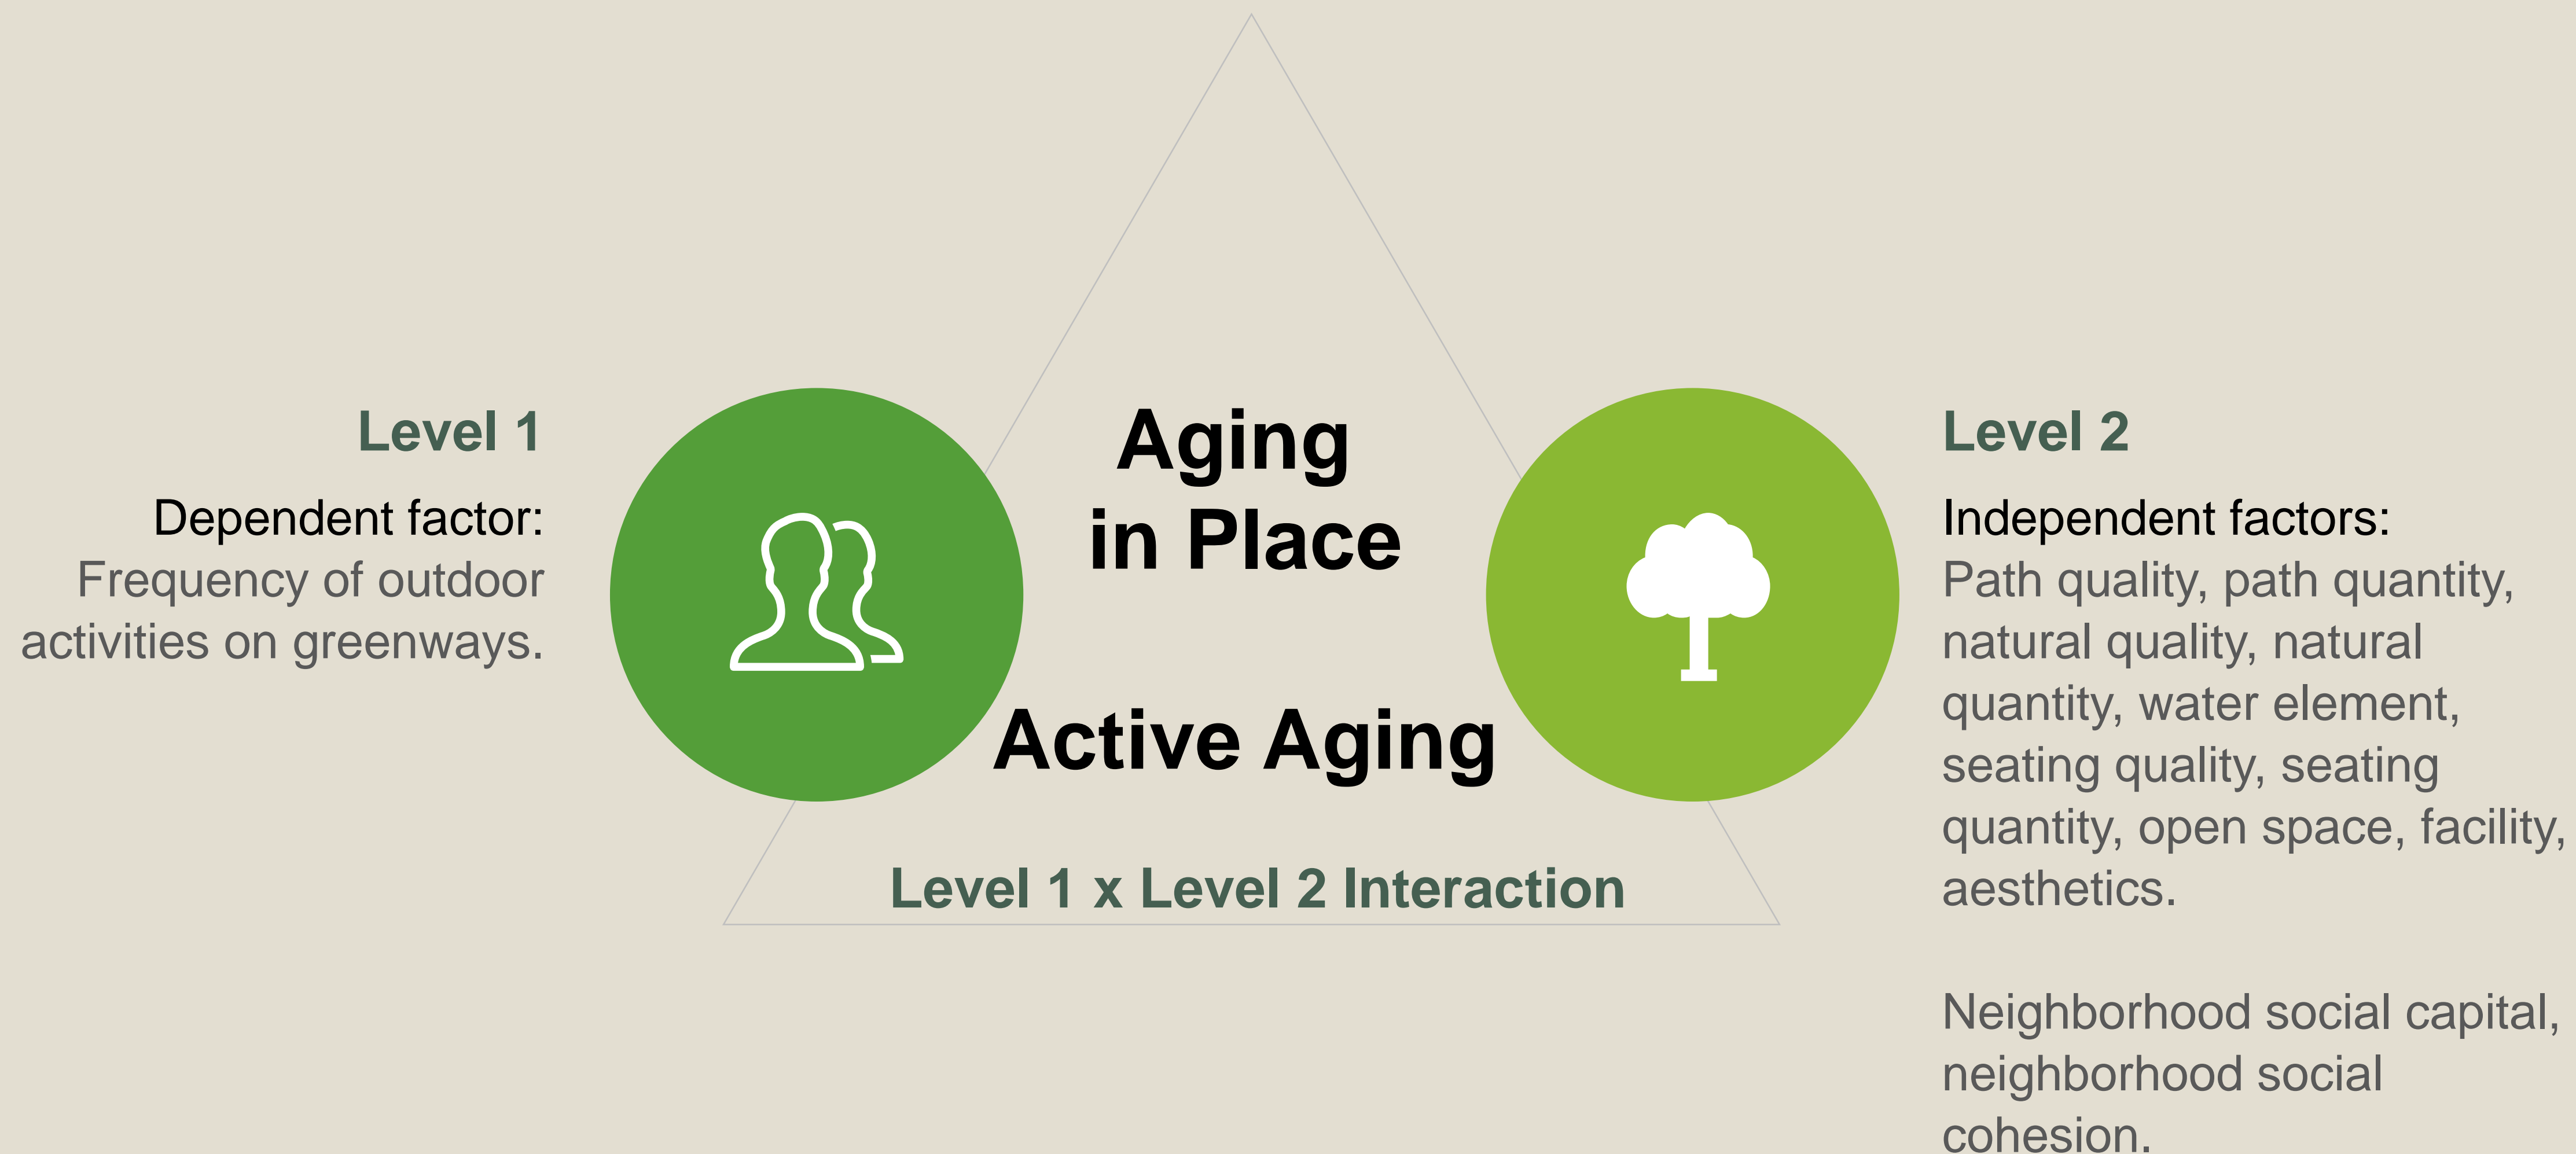 Level 1
Dependent factor:
Frequency of outdoor
activities on greenways.
Aging
in Place
Active Aging
Level 1 x Level 2 Interaction
Level 2
Independent factors:
Path quality, path quantity,
natural quality, natural
quantity, water element,
seating quality, seating
quantity, open space, facility,
aesthetics.
Neighborhood social capital,
neighborhood social
cohesion.